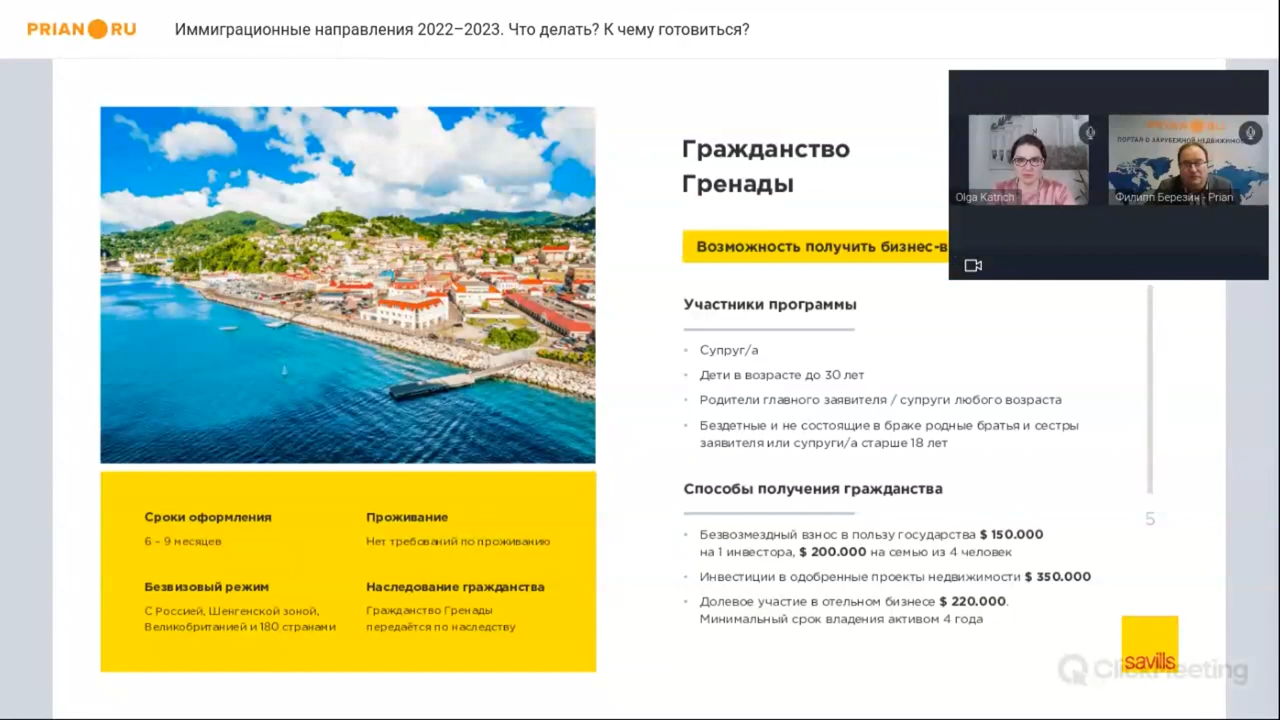 PRIAN RU
Иммиграционные направления 2022–2023. Что делать? К чему готовиться?
PRIAN RU
ПОРТАЛ О ЗАРУБЕЖНОЙ НЕДВИЖИМО
Olga Katrich
Филипп Березин - Prian
Гражданство
Гренады
Возможность получить бизнес-в
Участники программы
• Супруг/а
• Дети в возрасте до 30 лет
• Родители главного заявителя / супруги любого возраста
• Бездетные и не состоящие в браке родные братья и сестры
заявителя или супруги/а старше 18 лет
Способы получения гражданства
• Безвозмездный взнос в пользу государства $ 150.000
на 1 инвестора, $ 200.000 на семью из 4 человек
• Инвестиции в одобренные проекты недвижимости $ 350.000
• Долевое участие в отельном бизнесе $ 220.000.
Минимальный срок владения активом 4 года
5
Сроки оформления
6 – 9 месяцев
Проживание
Нет требований по проживанию
Безвизовый режим
С Россией, Шенгенской зоной,
Великобританией и 180 странами
Наследование гражданства
Гражданство Гренады
передаётся по наследству
savills
ClickMeeting